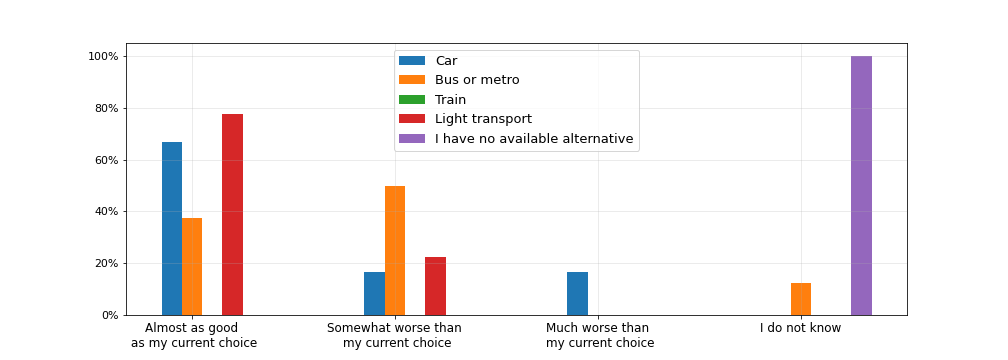 100%
80%
60%
40%
20%
0%
Car
Bus or metro
Train
Light transport
I have no available alternative
Almost as good
as my current choice
Somewhat worse than
my current choice
Much worse than
my current choice
I do not know